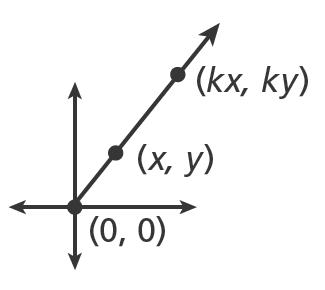 (kx, ky)
(x, y)
(0, 0)